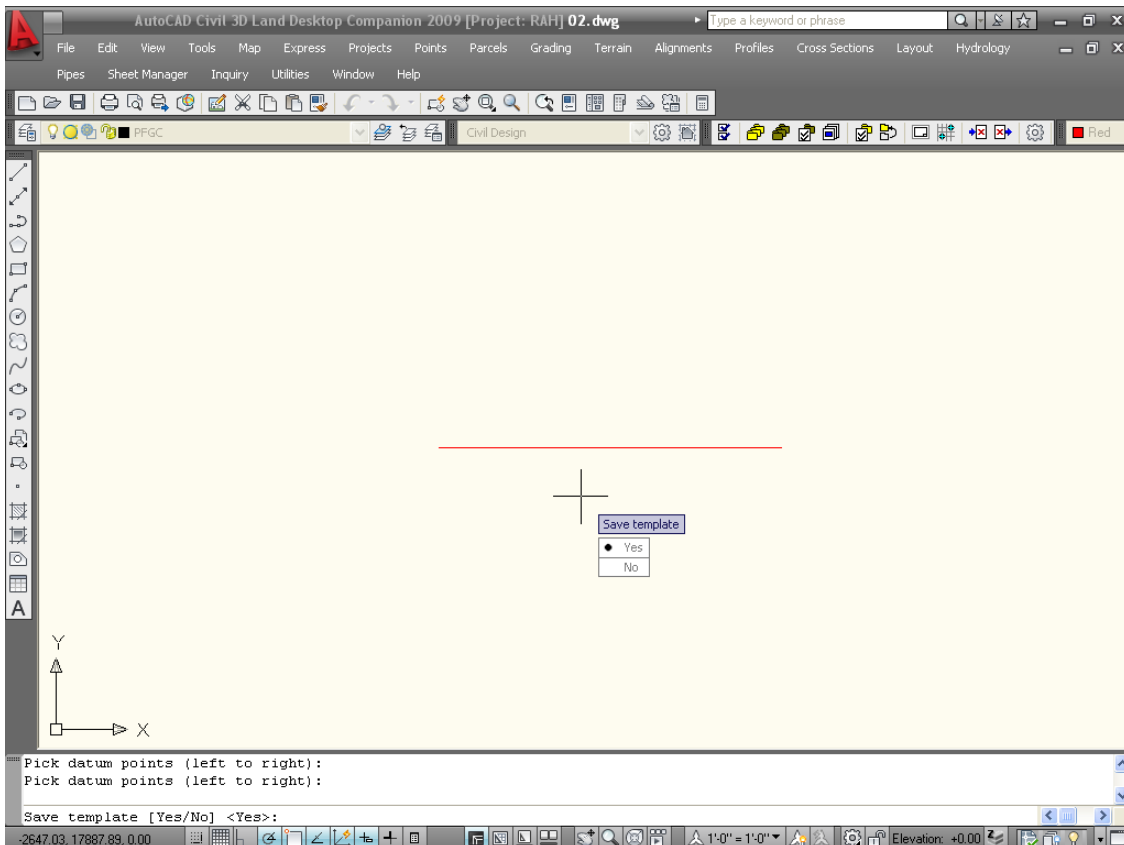 AutoCAD Civil 3D Land Desktop Companion 2009 [Project: RAH] 02.dwg
Type a keyword or phrase
File Edit View Tools Map Express Projects Points Parcels Grading Terrain Alignments Profiles Cross Sections Layout Hydrology
Pipes Sheet Manager Inquiry Utilities Window Help
PFGC
Civil Design
Red
A
Save template
Yes
No
Y
X
Pick datum points (left to right):
Pick datum points (left to right):
Save template [Yes/No] <Yes>:
-2647.03, 17887.89, 0.00
1'-0" = 1'-0"
Elevation: +0.00